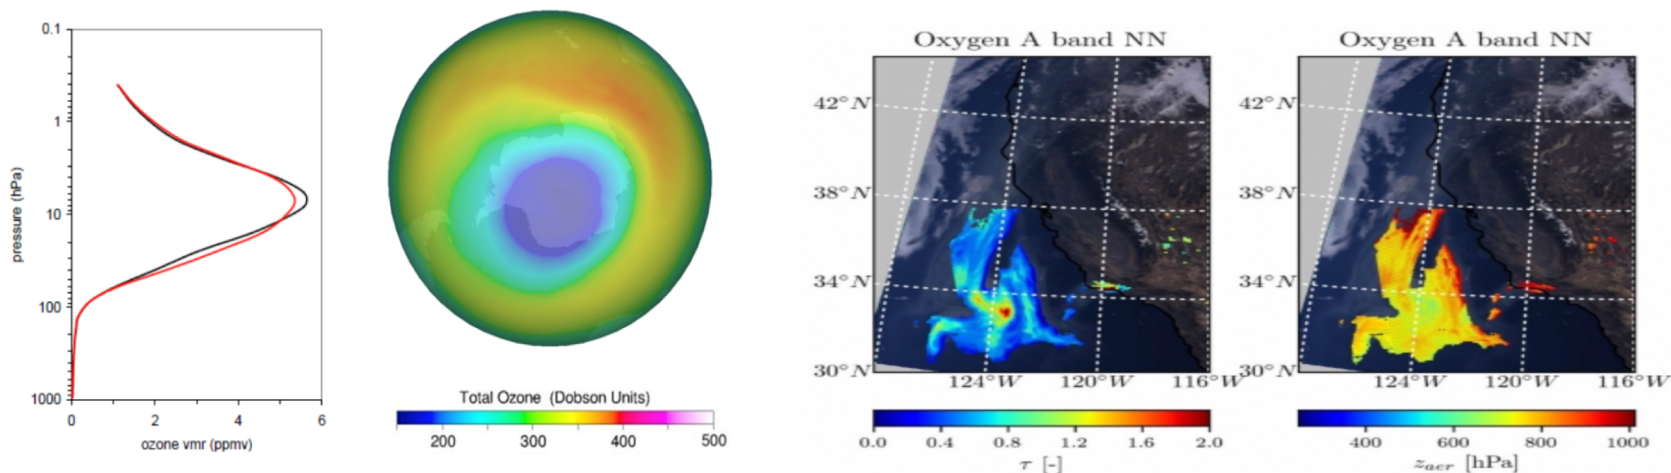 0.1
1
10
100
1000
pressure (hPa)
0 2 4 6
ozone vmr (ppmv)
Total Ozone (Dobson Units)
200 300 400 500
Oxygen A band NN
42°N
38°N
34°N
30°N
124°W 120°W 116°W
0.0 0.4 0.8 1.2 1.6 2.0
τ [-]
Oxygen A band NN
42°N
38°N
34°N
30°N
124°W 120°W 116°W
400 600 800 1000
z_aer [hPa]